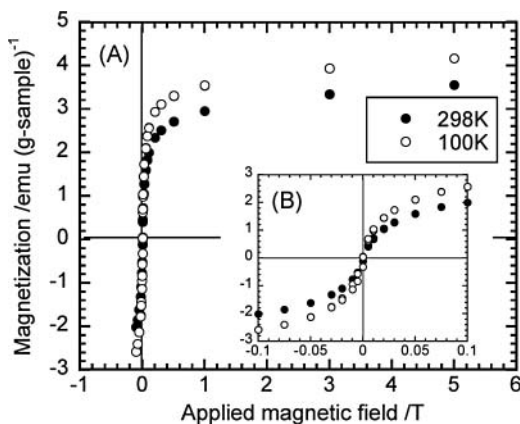 Magnetization /emu (g-sample)-1
5
4
3
2
1
0
-1
-2
-3
(A)
● 298K
○ 100K
3
2
1
0
-1
-2
-3
(B)
-0.1 -0.05 0 0.05 0.1
-1 0 1 2 3 4 5 6
Applied magnetic field /T